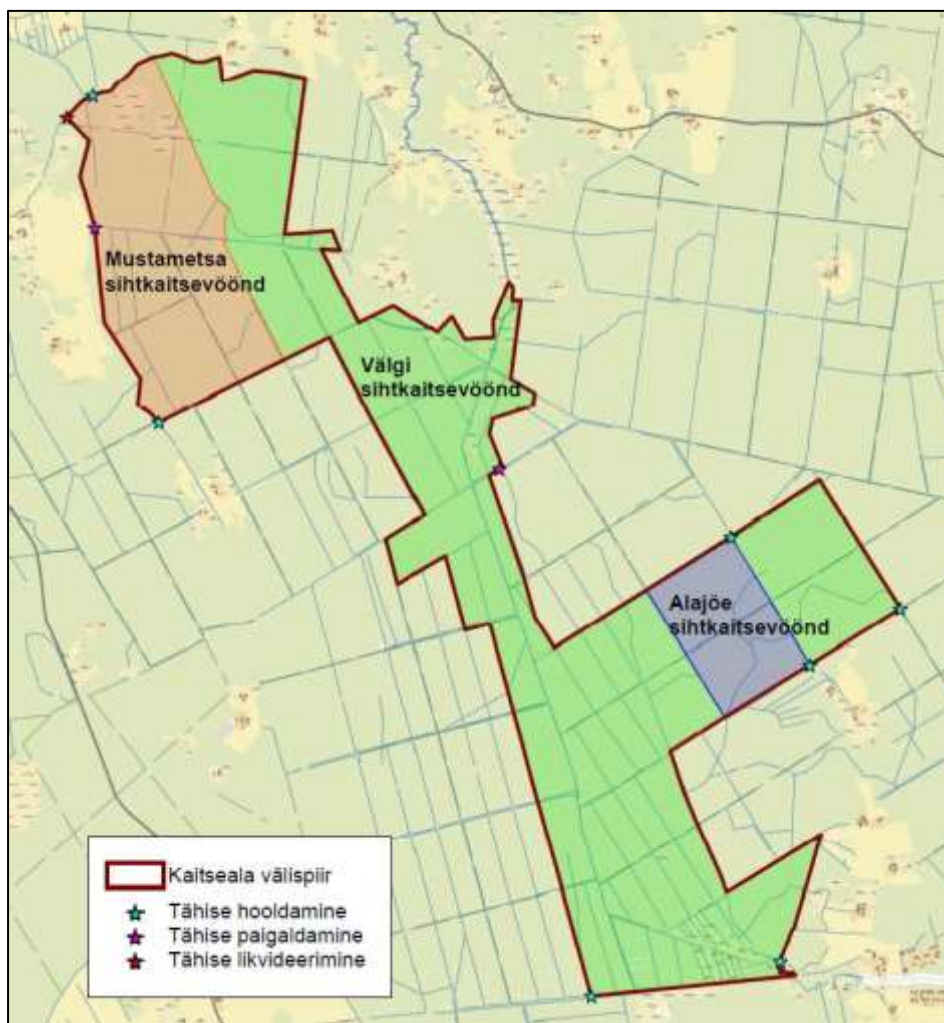 Mustametsa
sihtkaitsevöönd
Välgi
sihtkaitsevöönd
Alajõe
sihtkaitsevöönd
Kaitseala välispiir
Tähise hooldamine
Tähise paigaldamine
Tähise likvideerimine